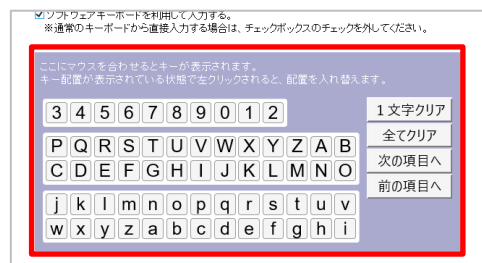 ☑ソフトウェアキーボードを利用して入力する。
※通常のキーボードから直接入力する場合は、チェックボックスのチェックを外してください。
ここにマウスを合わせるとキーが表示されます。
キー配置が表示されている状態で左クリックされると、配置を入れ替えます。
3 4 5 6 7 8 9 0 1 2
P Q R S T U V W X Y Z A B
C D E F G H I J K L M N O
j k l m n o p q r s t u v
w x y z a b c d e f g h i
1文字クリア
全てクリア
次の項目へ
前の項目へ